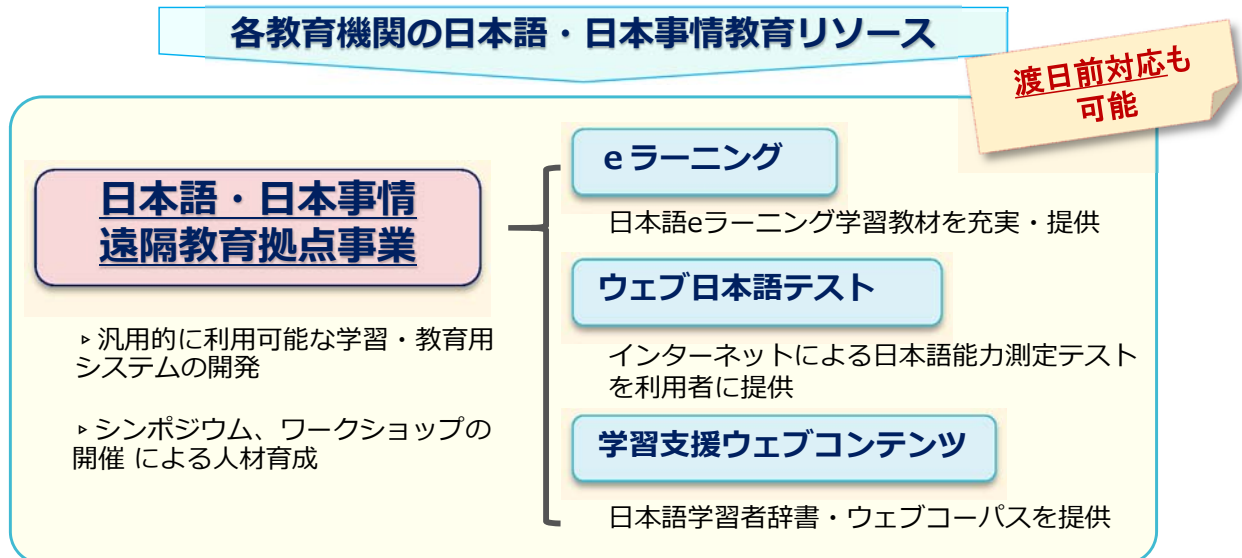 各教育機関の日本語・日本事情教育リソース
渡日前対応も
可能
日本語・日本事情
遠隔教育拠点事業
▹汎用的に利用可能な学習・教育用
システムの開発
▹シンポジウム、ワークショップの
開催 による人材育成
eラーニング
日本語eラーニング学習教材を充実・提供
ウェブ日本語テスト
インターネットによる日本語能力測定テスト
を利用者に提供
学習支援ウェブコンテンツ
日本語学習者辞書・ウェブコーパスを提供